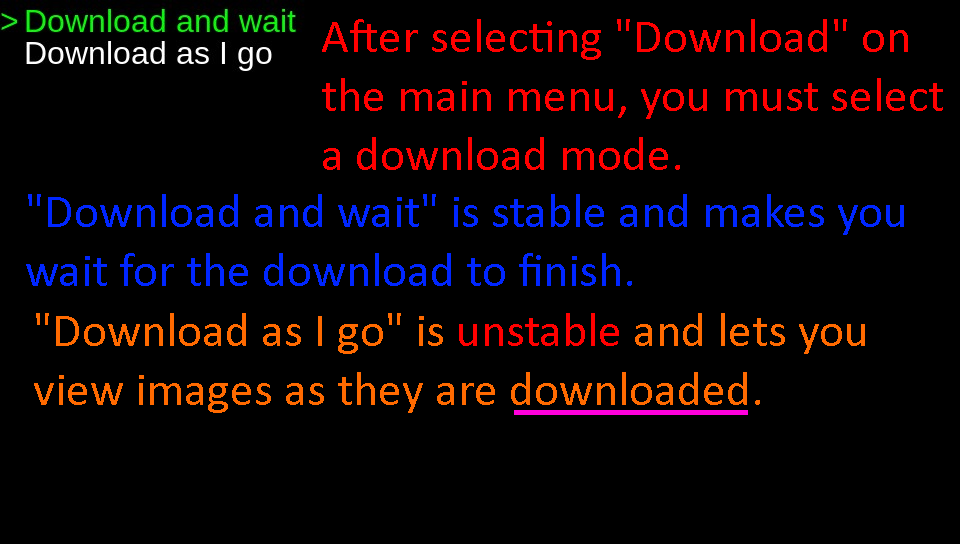 > Download and wait
Download as I go
After selecting "Download" on
the main menu, you must select
a download mode.
"Download and wait" is stable and makes you
wait for the download to finish.
"Download as I go" is unstable and lets you
view images as they are downloaded.